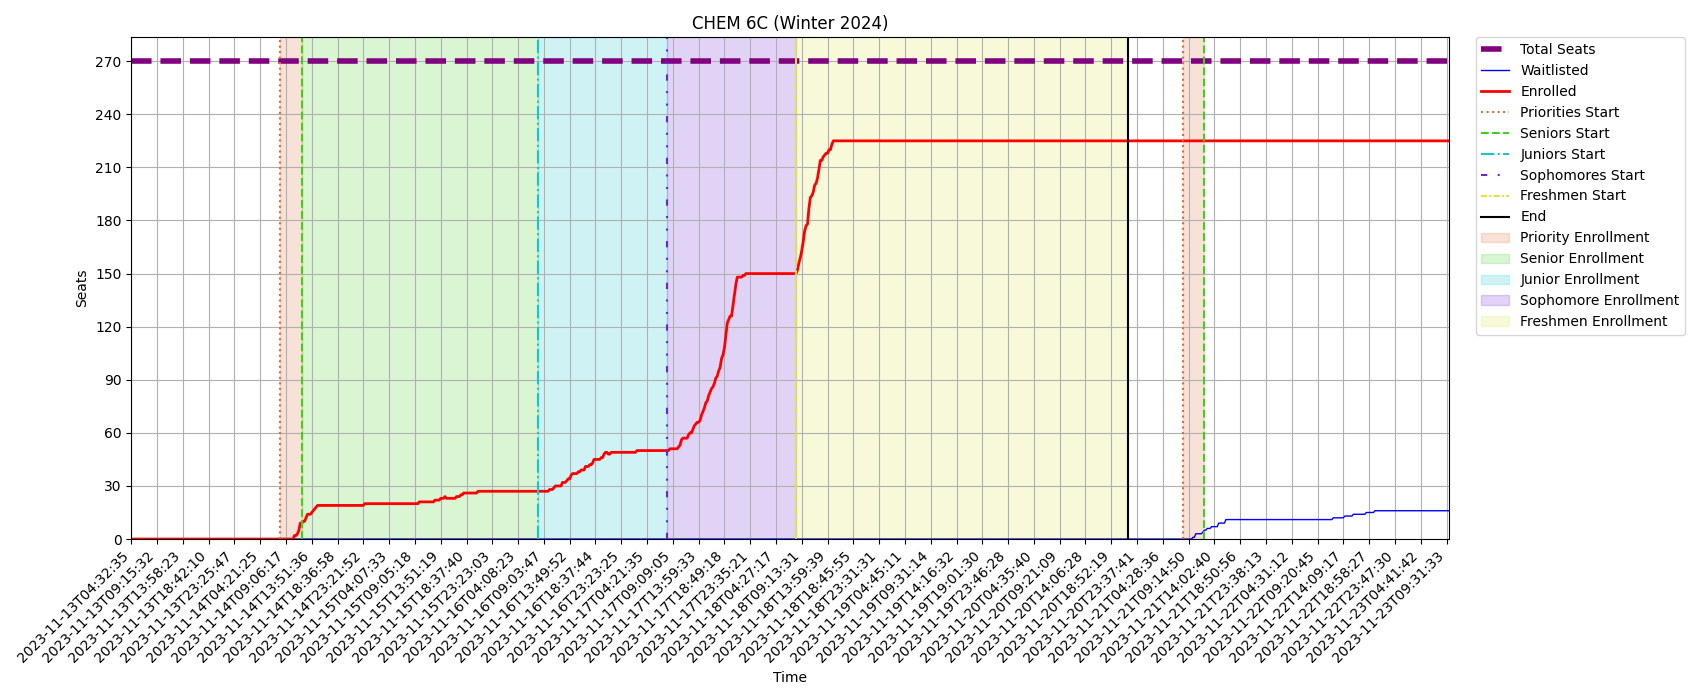 CHEM 6C (Winter 2024)
Seats
270
240
210
180
150
120
90
60
30
0
2023-11-13T04:32:35
2023-11-13T09:15:32
2023-11-13T13:58:23
2023-11-13T18:42:10
2023-11-13T23:25:47
2023-11-14T04:21:25
2023-11-14T09:06:17
2023-11-14T13:51:36
2023-11-14T18:36:58
2023-11-14T23:21:52
2023-11-15T04:07:33
2023-11-15T09:05:18
2023-11-15T13:51:19
2023-11-15T18:37:40
2023-11-15T23:23:03
2023-11-16T04:08:23
2023-11-16T09:03:47
2023-11-16T13:49:52
2023-11-16T18:37:44
2023-11-16T23:23:25
2023-11-17T04:21:35
2023-11-17T09:09:05
2023-11-17T13:59:33
2023-11-17T18:49:18
2023-11-17T23:35:21
2023-11-18T04:27:17
2023-11-18T09:13:31
2023-11-18T13:59:39
2023-11-18T18:45:55
2023-11-18T23:31:31
2023-11-19T04:45:11
2023-11-19T09:31:14
2023-11-19T14:16:32
2023-11-19T19:01:30
2023-11-19T23:46:28
2023-11-20T04:35:40
2023-11-20T09:21:09
2023-11-20T14:06:28
2023-11-20T18:52:19
2023-11-20T23:37:41
2023-11-21T04:28:36
2023-11-21T09:14:50
2023-11-21T14:02:40
2023-11-21T18:50:56
2023-11-21T23:38:13
2023-11-22T04:31:12
2023-11-22T09:20:45
2023-11-22T14:09:17
2023-11-22T18:58:27
2023-11-22T23:47:30
2023-11-23T04:41:42
2023-11-23T09:31:33
Time
Total Seats
Waitlisted
Enrolled
Priorities Start
Seniors Start
Juniors Start
Sophomores Start
Freshmen Start
End
Priority Enrollment
Senior Enrollment
Junior Enrollment
Sophomore Enrollment
Freshmen Enrollment